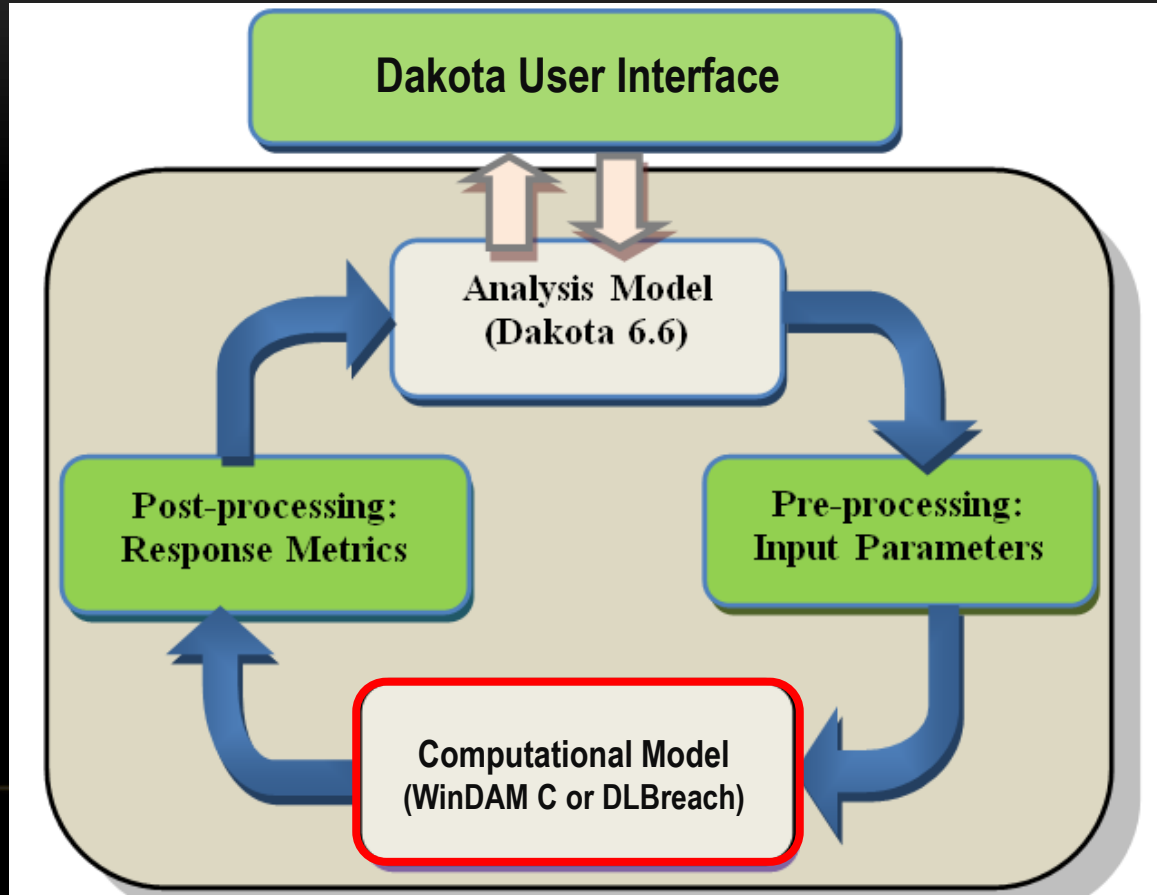 Dakota User Interface
Analysis Model
(Dakota 6.6)
Post-processing:
Response Metrics
Pre-processing:
Input Parameters
Computational Model
(WinDAM C or DLBreach)